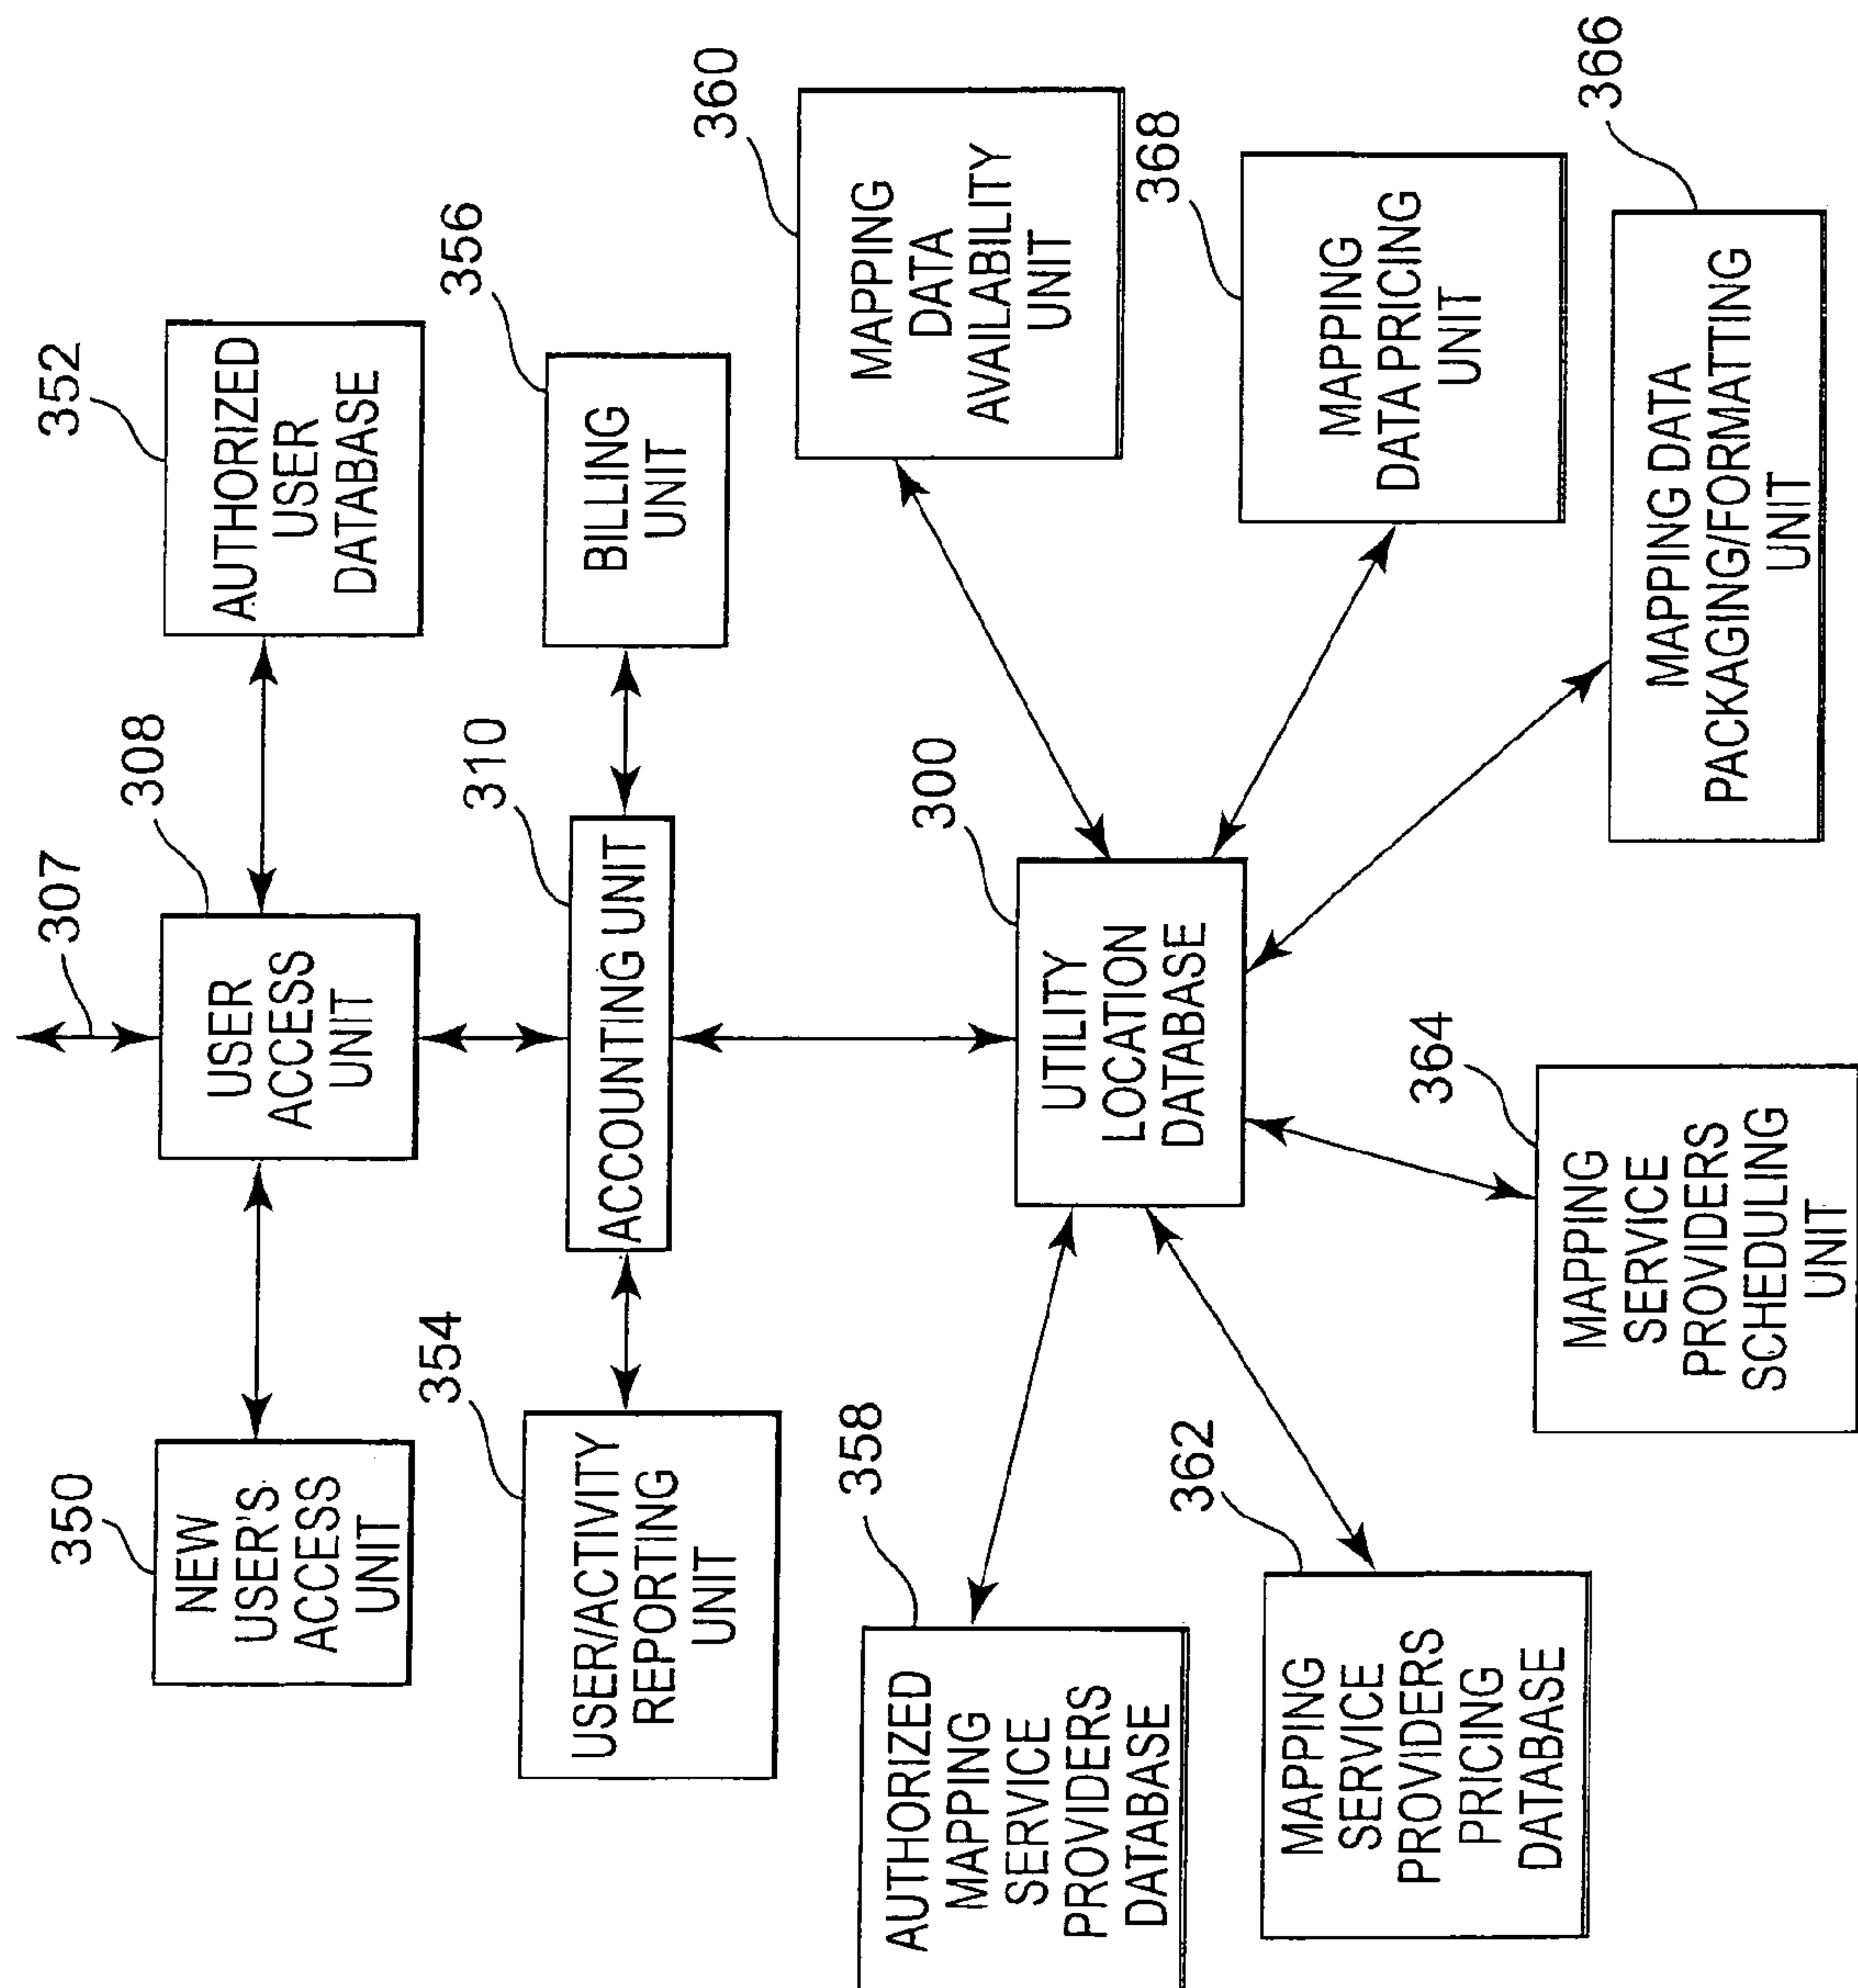 307
350
NEW
USER'S
ACCESS
UNIT
308
USER
ACCESS
UNIT
352
AUTHORIZED
USER
DATABASE
354
USER/ACTIVITY
REPORTING
UNIT
310
ACCOUNTING UNIT
356
BILLING
UNIT
358
AUTHORIZED
MAPPING
SERVICE
PROVIDERS
DATABASE
300
UTILITY
LOCATION
DATABASE
360
MAPPING
DATA
AVAILABILITY
UNIT
362
MAPPING
SERVICE
PROVIDERS
PRICING
DATABASE
364
MAPPING
SERVICE
PROVIDERS
SCHEDULING
UNIT
368
MAPPING
DATA PRICING
UNIT
366
MAPPING DATA
PACKAGING/FORMATTING
UNIT